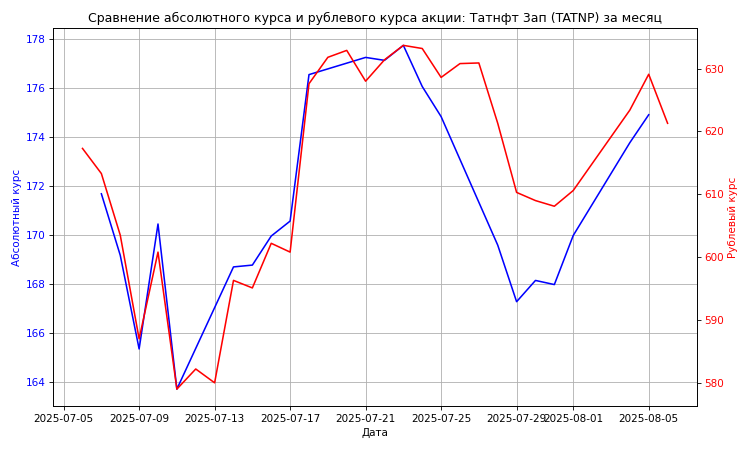 Сравнение абсолютного курса и рублевого курса акции: Татнфт 3ап (TATNP) за месяц
178
176
174
172
170
168
166
164
Абсолютный курс
630
620
610
600
590
580
Рублевый курс
2025-07-05 2025-07-09 2025-07-13 2025-07-17 2025-07-21 2025-07-25 2025-07-29 2025-08-01 2025-08-05
Дата